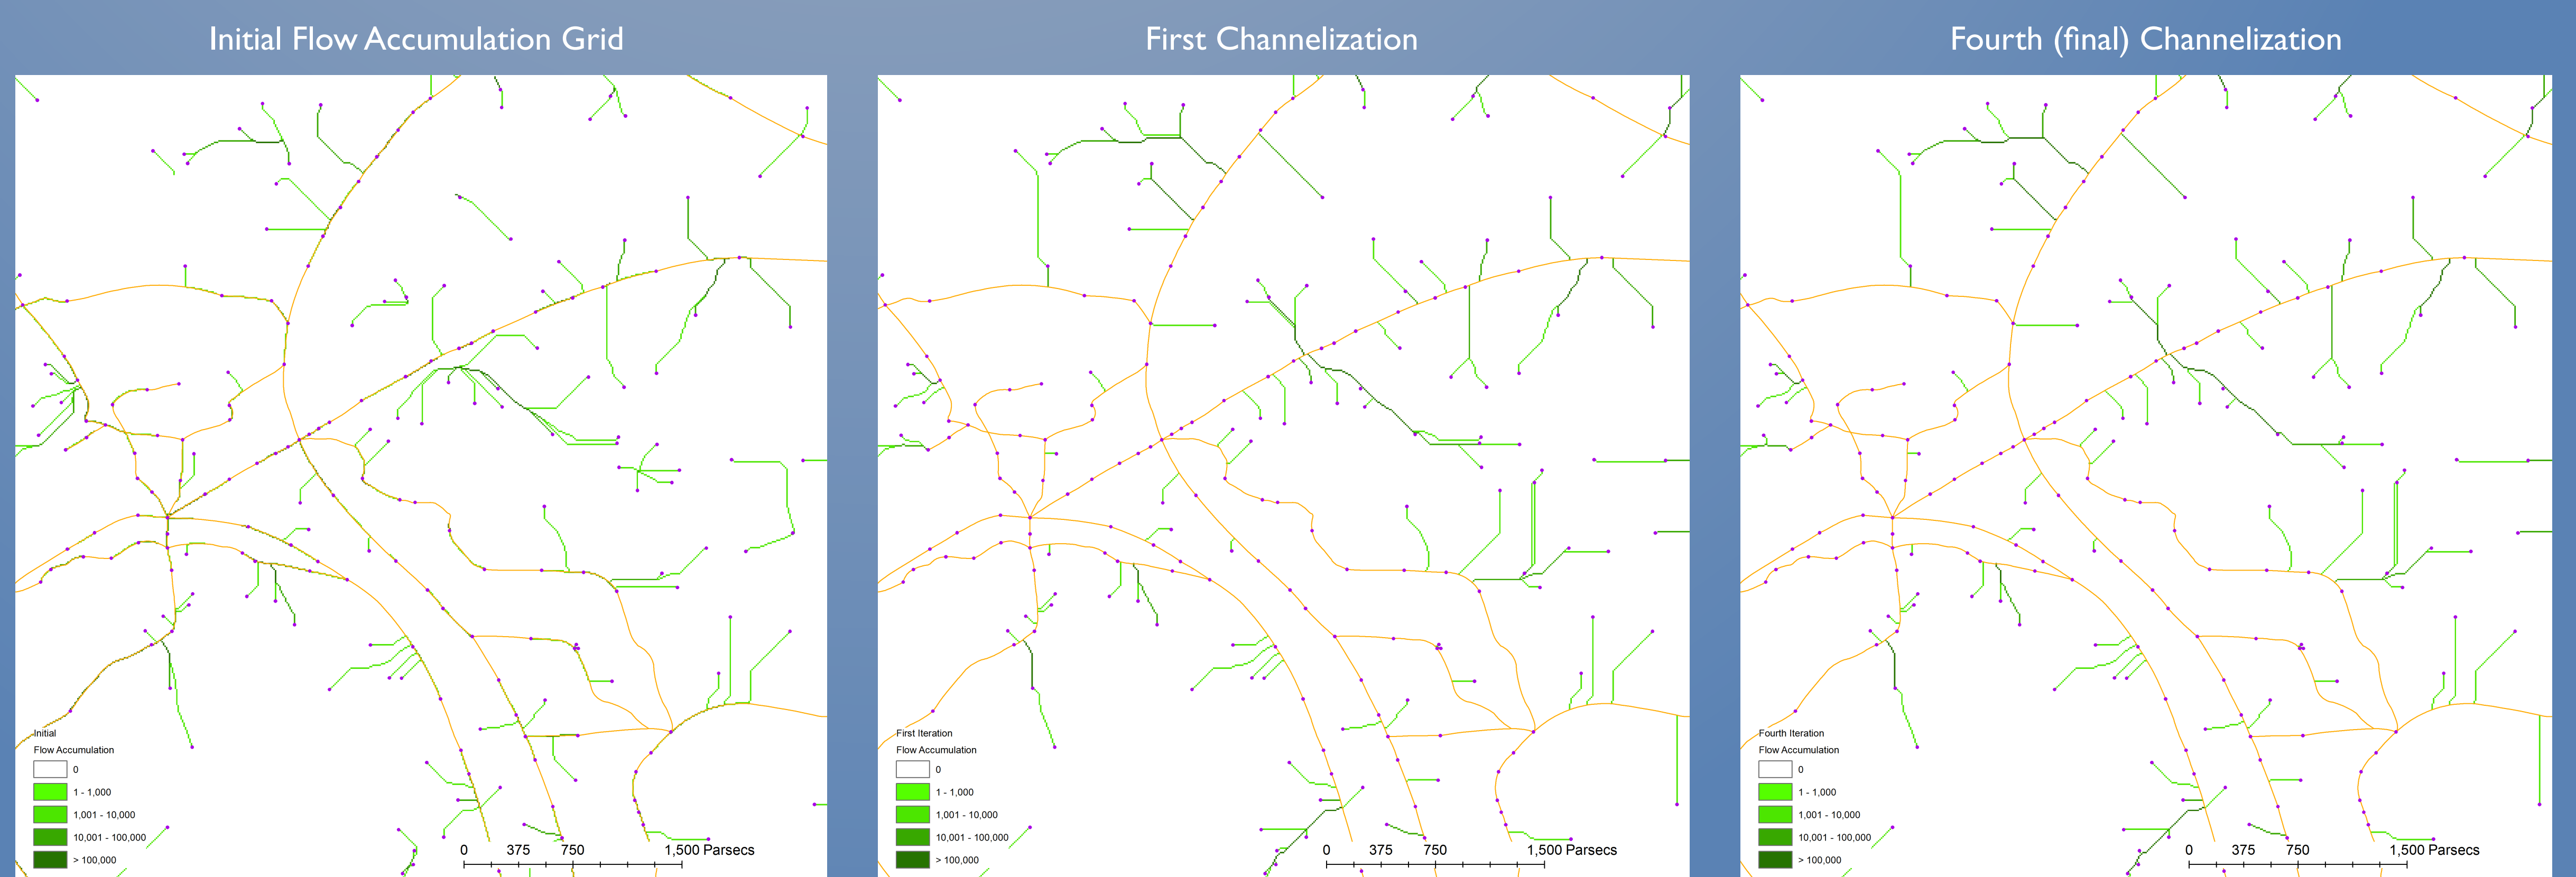 Initial Flow Accumulation Grid
First Channelization
Fourth (final) Channelization
Initial
Flow Accumulation
0
1 - 1,000
1,001 - 10,000
10,001 - 100,000
> 100,000
0 375 750 1,500 Parsecs
First Iteration
Flow Accumulation
0
1 - 1,000
1,001 - 10,000
10,001 - 100,000
> 100,000
0 375 750 1,500 Parsecs
Fourth Iteration
Flow Accumulation
0
1 - 1,000
1,001 - 10,000
10,001 - 100,000
> 100,000
0 375 750 1,500 Parsecs